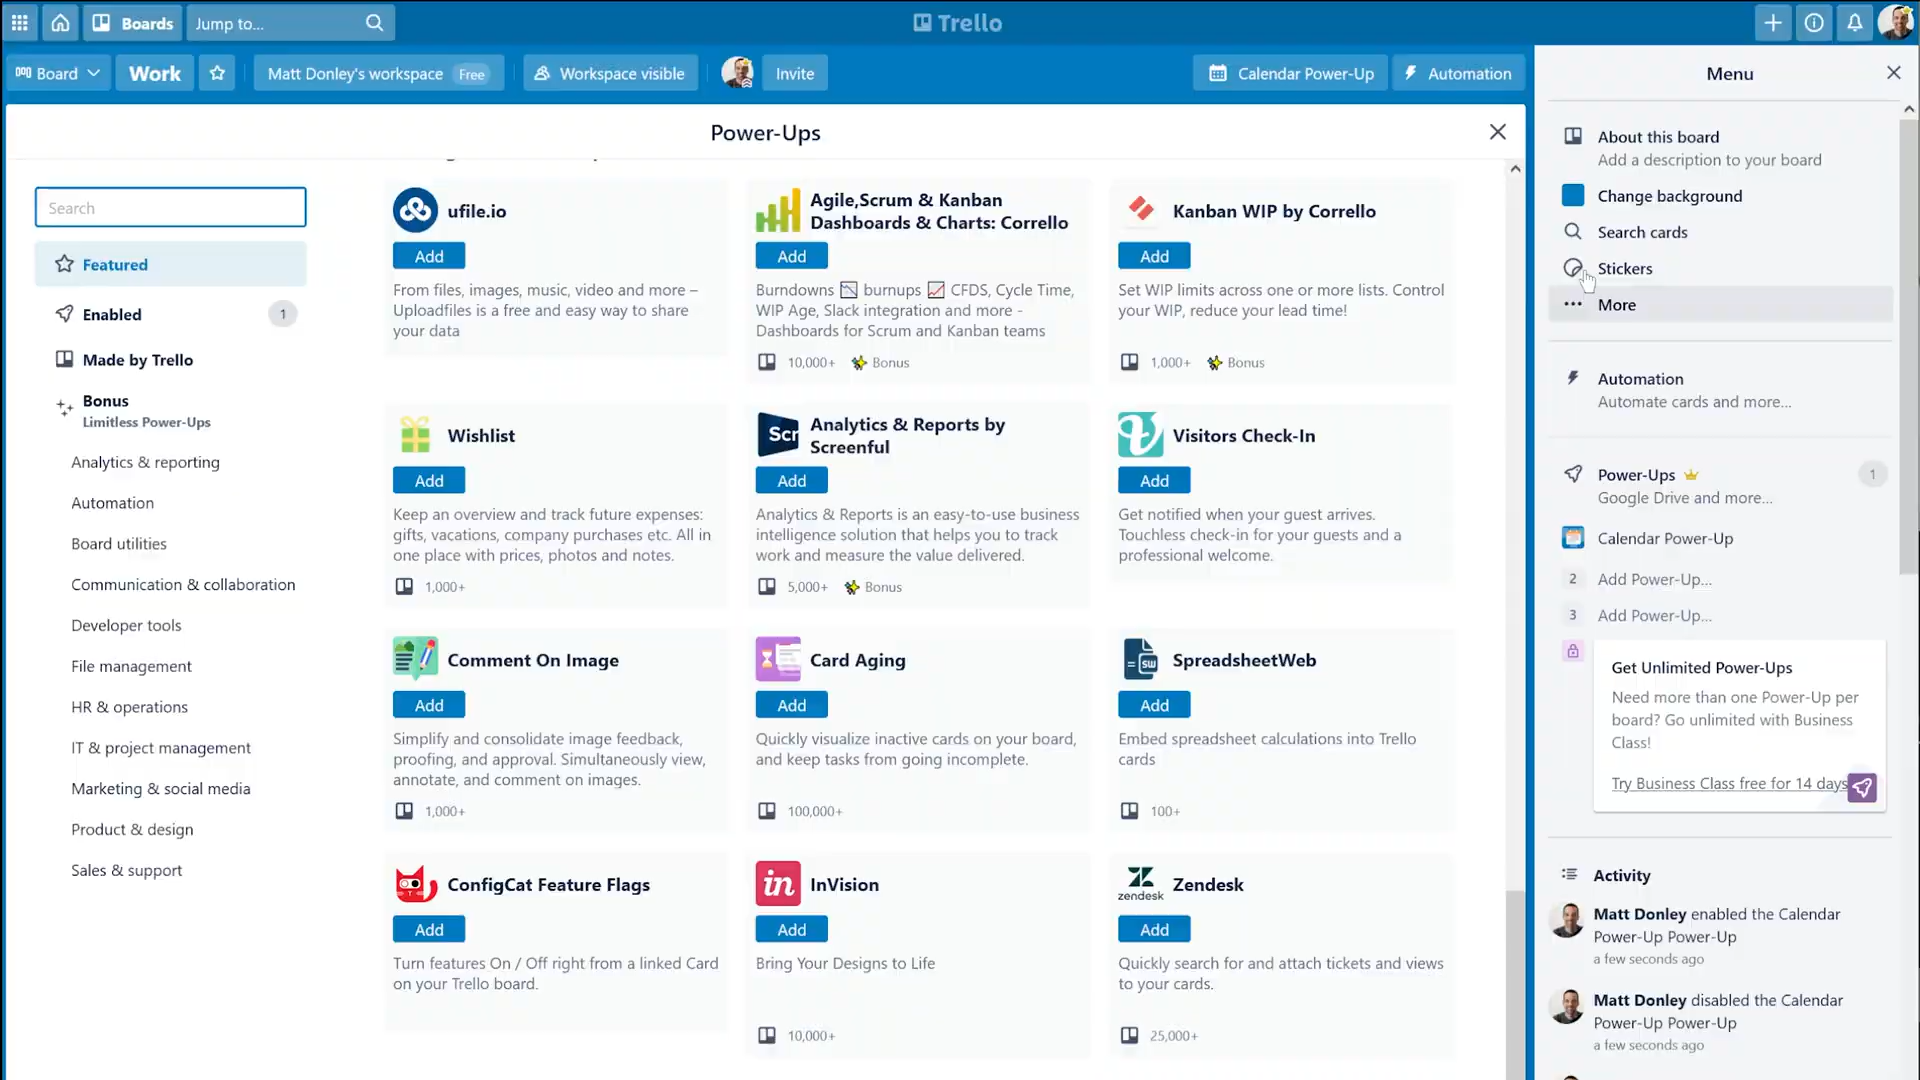 Boards
Jump to...
Trello
Board
Work
Matt Donley's workspace Free
Workspace visible
Invite
Calendar Power-Up
Automation
Power-Ups
Search
Featured
Enabled 1
Made by Trello
Bonus
Limitless Power-Ups
Analytics & reporting
Automation
Board utilities
Communication & collaboration
Developer tools
File management
HR & operations
IT & project management
Marketing & social media
Product & design
Sales & support
ufile.io
Add
From files, images, music, video and more –
Uploadfiles is a free and easy way to share
your data
Agile,Scrum & Kanban
Dashboards & Charts: Corrello
Add
Burndowns 📉 burnups 📈 CFDS, Cycle Time,
WIP Age, Slack integration and more -
Dashboards for Scrum and Kanban teams
10,000+ Bonus
Kanban WIP by Corrello
Add
Set WIP limits across one or more lists. Control
your WIP, reduce your lead time!
1,000+ Bonus
Wishlist
Add
Keep an overview and track future expenses:
gifts, vacations, company purchases etc. All in
one place with prices, photos and notes.
1,000+
Scr
Analytics & Reports by
Screenful
Add
Analytics & Reports is an easy-to-use business
intelligence solution that helps you to track
work and measure the value delivered.
5,000+ Bonus
Visitors Check-In
Add
Get notified when your guest arrives.
Touchless check-in for your guests and a
professional welcome.
Comment On Image
Add
Simplify and consolidate image feedback,
proofing, and approval. Simultaneously view,
annotate, and comment on images.
1,000+
Card Aging
Add
Quickly visualize inactive cards on your board,
and keep tasks from going incomplete.
100,000+
SW
SpreadsheetWeb
Add
Embed spreadsheet calculations into Trello
cards
100+
ConfigCat Feature Flags
Add
Turn features On / Off right from a linked Card
on your Trello board.
in
InVision
Add
Bring Your Designs to Life
10,000+
zendesk
Zendesk
Add
Quickly search for and attach tickets and views
to your cards.
25,000+
Menu
About this board
Add a description to your board
Change background
Search cards
Stickers
More
Automation
Automate cards and more...
Power-Ups 1
Google Drive and more...
Calendar Power-Up
2 Add Power-Up...
3 Add Power-Up...
Get Unlimited Power-Ups
Need more than one Power-Up per
board? Go unlimited with Business
Class!
Try Business Class free for 14 days
Activity
Matt Donley enabled the Calendar
Power-Up Power-Up
a few seconds ago
Matt Donley disabled the Calendar
Power-Up Power-Up
a few seconds ago